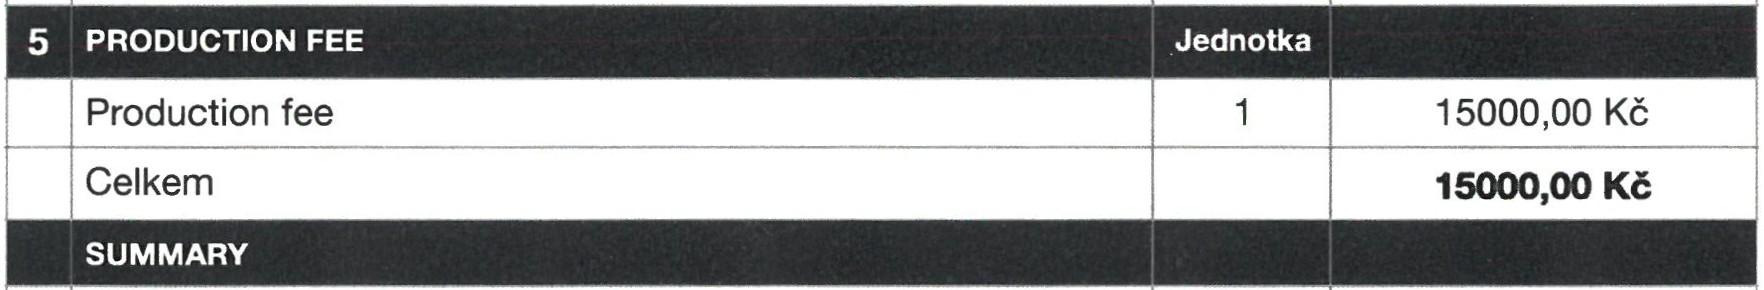 5 PRODUCTION FEE Jednotka
Production fee 1 15000,00 Kč
Celkem 15000,00 Kč
SUMMARY